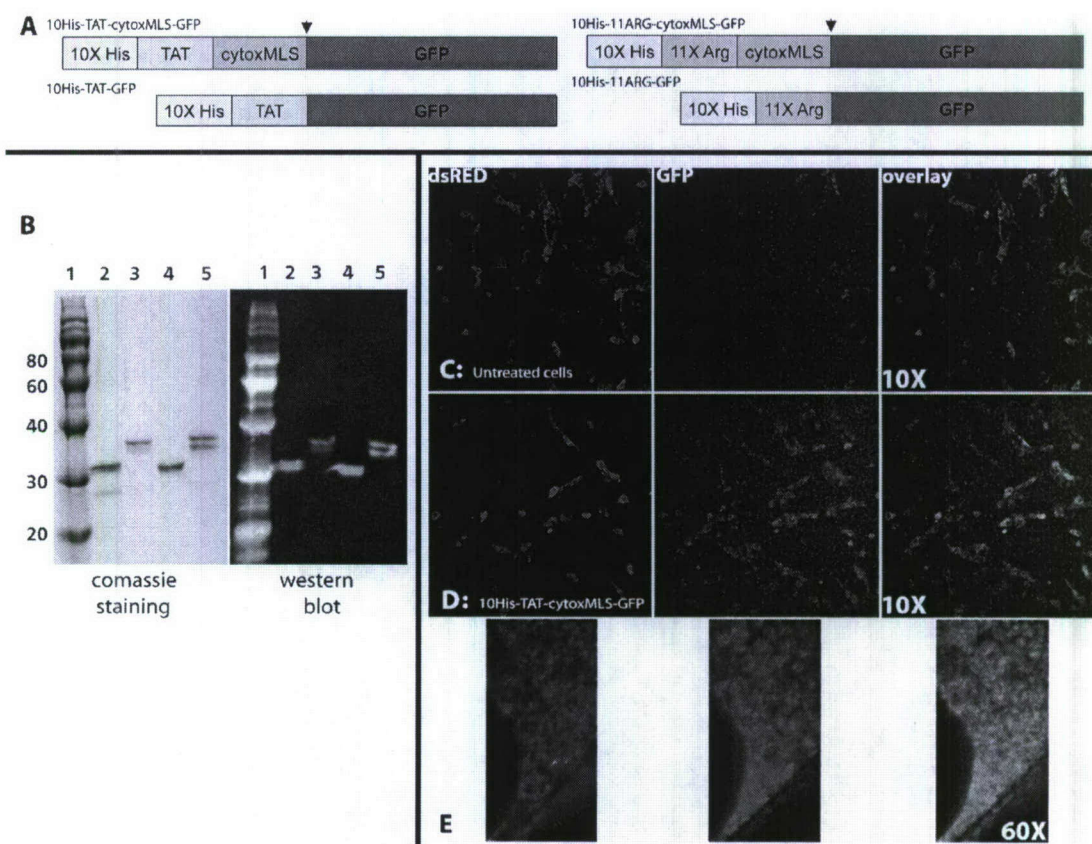 A
10His-TAT-cytoxMLS-GFP
10X His TAT cytoxMLS GFP
10His-TAT-GFP
10X His TAT GFP
10His-11ARG-cytoxMLS-GFP
10X His 11X Arg cytoxMLS GFP
10His-11ARG-GFP
10X His 11X Arg GFP
B
1 2 3 4 5
1 2 3 4 5
80
60
40
30
20
comassie
staining
western
blot
dsRED GFP overlay
C: Untreated cells
10X
D: 10His-TAT-cytoxMLS-GFP
10X
E
60X